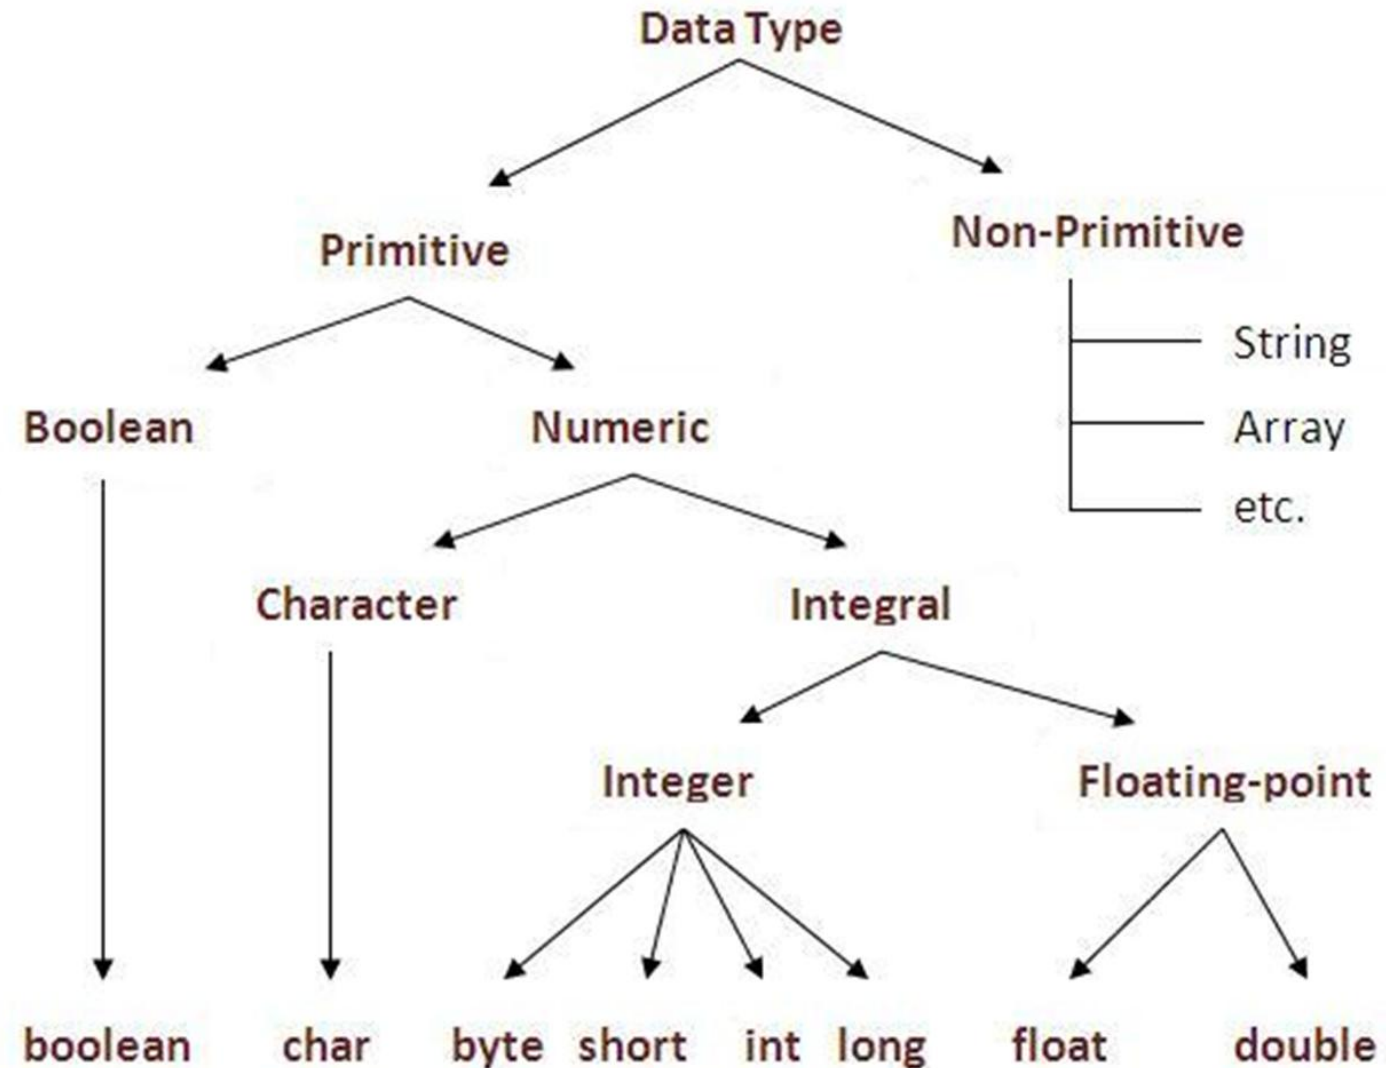 Data Type
Primitive
Non-Primitive
String
Array
etc.
Boolean
Numeric
Character
Integral
Integer
Floating-point
boolean
char
byte
short
int
long
float
double